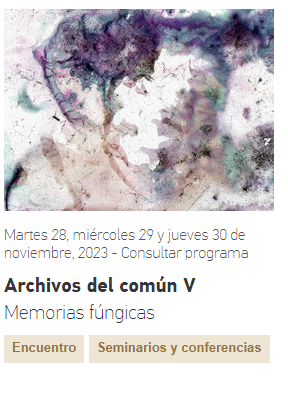 Martes 28, miércoles 29 y jueves 30 de
noviembre, 2023 - Consultar programa
Archivos del común V
Memorias fúngicas
Encuentro
Seminarios y conferencias